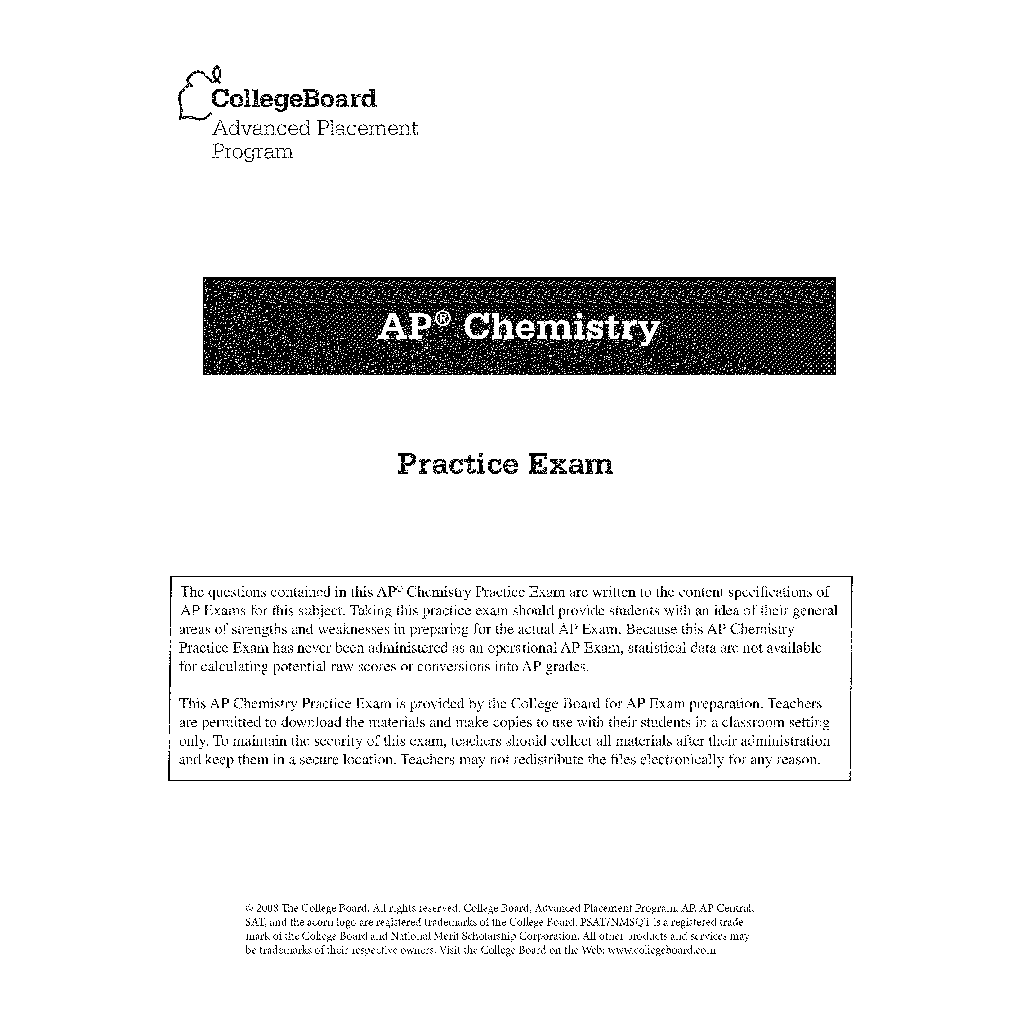 CollegeBoard
Advanced Placement
Program
AP® Chemistry
Practice Exam
The questions contained in this AP® Chemistry Practice Exam are written to the content specifications of
AP Exams for this subject. Taking this practice exam should provide students with an idea of their general
areas of strengths and weaknesses in preparing for the actual AP Exam. Because this AP Chemistry
Practice Exam has never been administered as an operational AP Exam, statistical data are not available
for calculating potential raw scores or conversions into AP grades.
This AP Chemistry Practice Exam is provided by the College Board for AP Exam preparation. Teachers
are permitted to download the materials and make copies to use with their students in a classroom setting
only. To maintain the security of this exam, teachers should collect all materials after their administration
and keep them in a secure location. Teachers may not redistribute the files electronically for any reason.
© 2008 The College Board. All rights reserved. College Board, Advanced Placement Program, AP, AP Central,
SAT, and the acorn logo are registered trademarks of the College Board. PSAT/NMSQT is a registered trade
mark of the College Board and National Merit Scholarship Corporation. All other products and services may
be trademarks of their respective owners. Visit the College Board on the Web: www.collegeboard.com